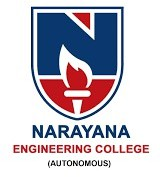 N
NARAYANA
ENGINEERING COLLEGE
(AUTONOMOUS)